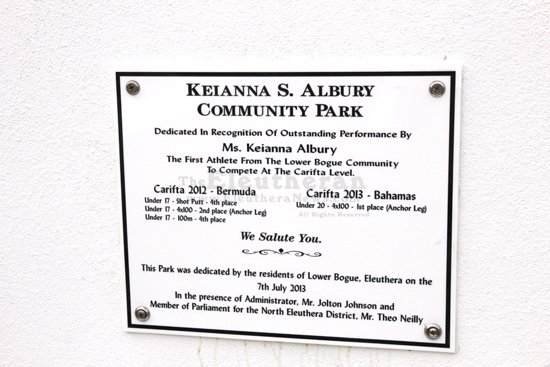 KEIANNA S. ALBURY
COMMUNITY PARK
Dedicated In Recognition Of Outstanding Performance By
Ms. Keianna Albury
The First Athlete From The Lower Bogue Community
To Compete At The Carifta Level.
The Eleutheran
Carifta 2012 - Bermuda
Under 17 - Shot Putt - 4th place
Under 17 - 4x100 - 2nd place (Anchor Leg)
Under 17 - 100m - 4th place
Carifta 2013 - Bahamas
Under 20 - 4x100 - 1st place (Anchor Leg)
All Rights Reserved
We Salute You.
This Park was dedicated by the residents of Lower Bogue, Eleuthera on the
7th July 2013
In the presence of Administrator, Mr. Jolton Johnson and
Member of Parliament for the North Eleuthera District, Mr. Theo Neilly